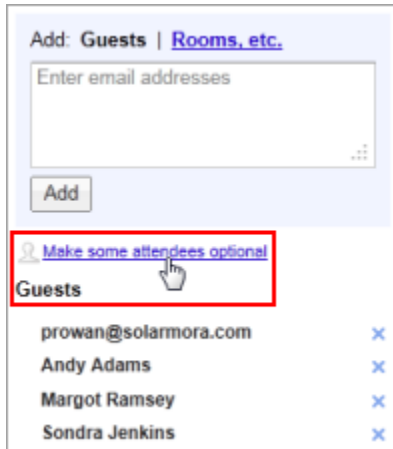 Add: Guests | Rooms, etc.
Enter email addresses
Add
Make some attendees optional
Guests
prowan@solarmora.com
Andy Adams
Margot Ramsey
Sondra Jenkins